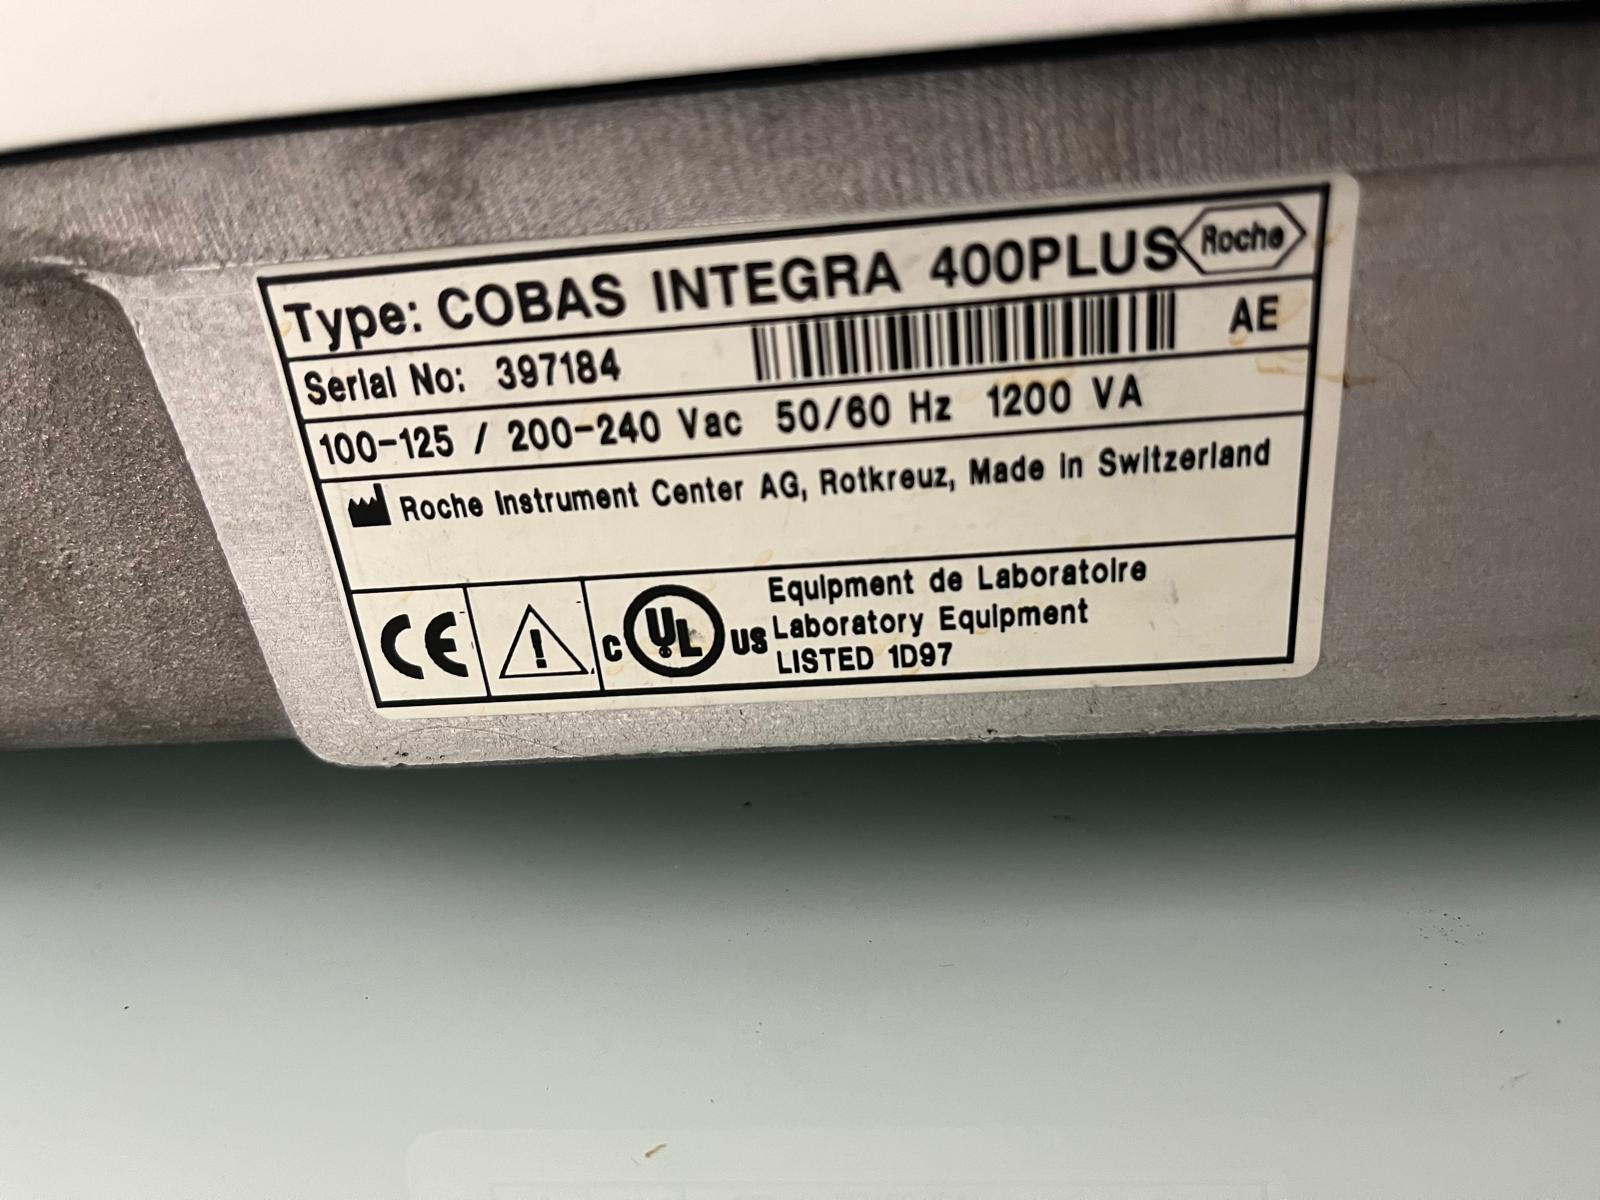 Type: COBAS INTEGRA 400PLUS Roche
Serial No: 397184 AE
100-125 / 200-240 Vac 50/60 Hz 1200 VA
Roche Instrument Center AG, Rotkreuz, Made in Switzerland
CE ! C UL ® US
Equipment de Laboratoire
Laboratory Equipment
LISTED 1D97